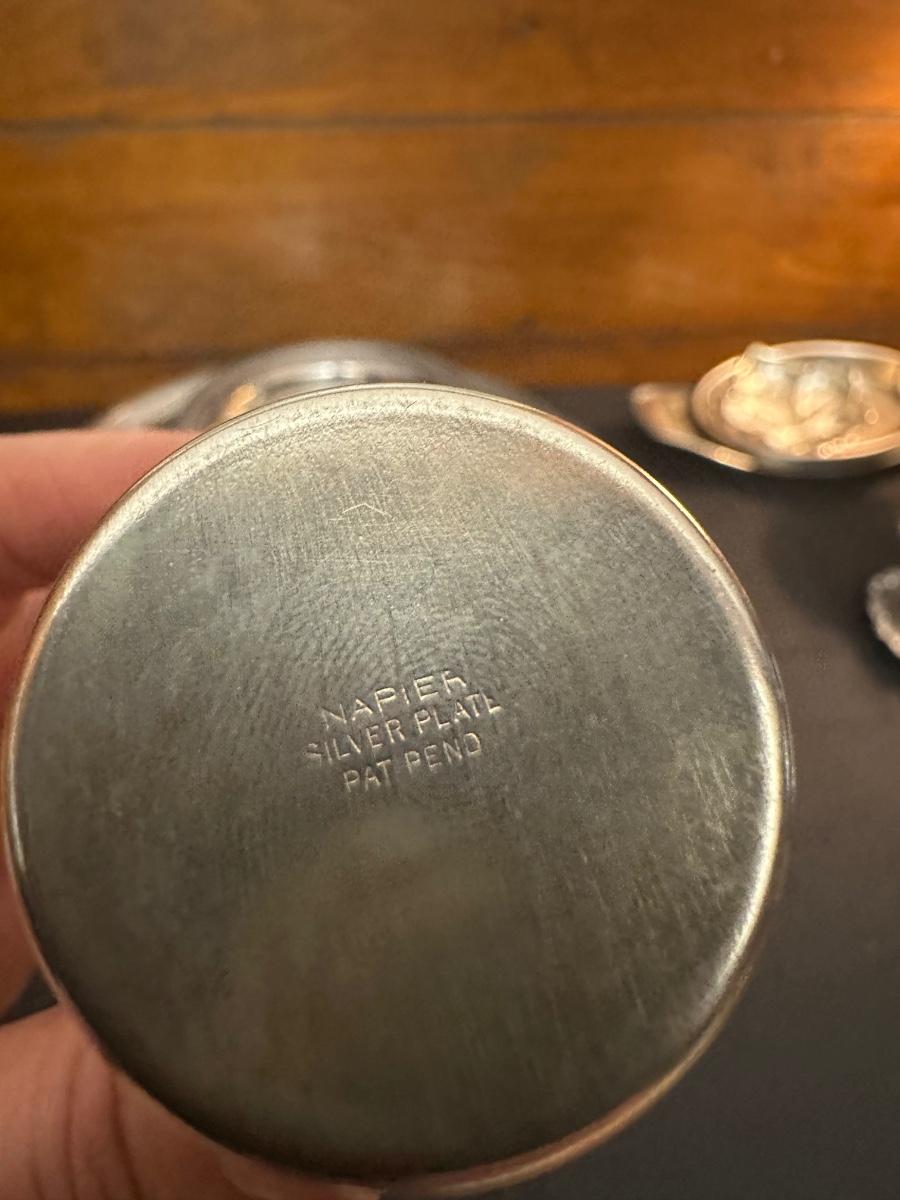 NAPIER
SILVER PLATE
PAT PEND